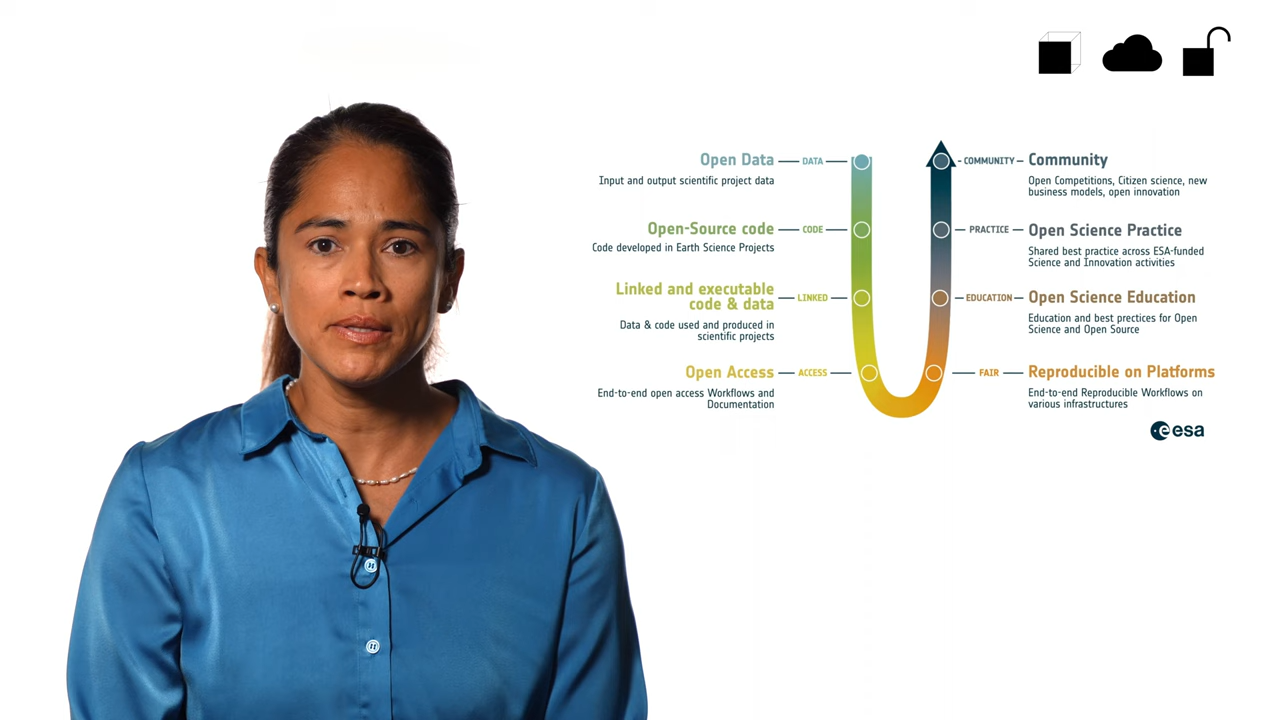 Open Data
DATA
Input and output scientific project data
Open-Source code
CODE
Code developed in Earth Science Projects
Linked and executable
code & data
LINKED
Data & code used and produced in
scientific projects
Open Access
ACCESS
End-to-end open access Workflows and
Documentation
COMMUNITY
Community
Open Competitions, Citizen science, new
business models, open innovation
PRACTICE
Open Science Practice
Shared best practice across ESA-funded
Science and Innovation activities
EDUCATION
Open Science Education
Education and best prectices for Open
Science and Open Source
FAIR
Reproducible on Platforms
End-to-end Reproducible Workflows on
various infrastructures
esa